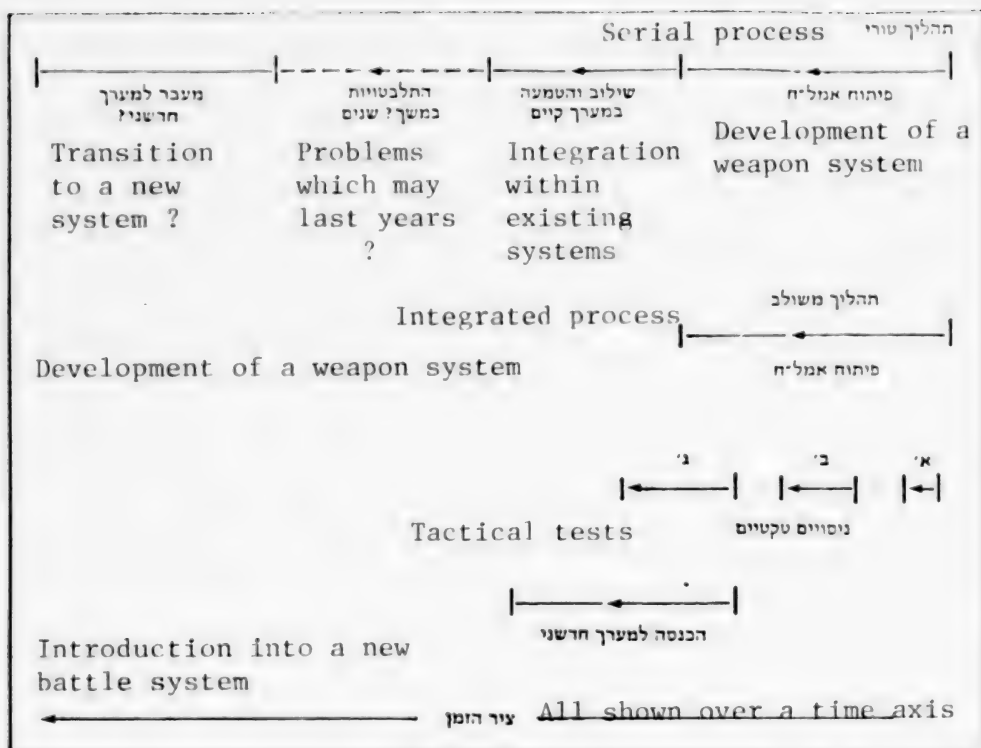 Serial process תהליך טורי
פיתוח אמל״ח
שילוב והטמעה
במערך קיים
התלבטויות
במשך ? שנים
מעבר למערך
חדשני?
Development of a
weapon system
Integration
within
existing
systems
Problems
which may
last years
?
Transition
to a new
system ?
תהליך משולב
Integrated process
פיתוח אמל״ח
Development of a weapon system
א׳ ב׳ ג׳
Tactical tests ניסויים טקטיים
הכנסה למערך חדשני
Introduction into a new
battle system
ציר הזמן All shown over a time axis